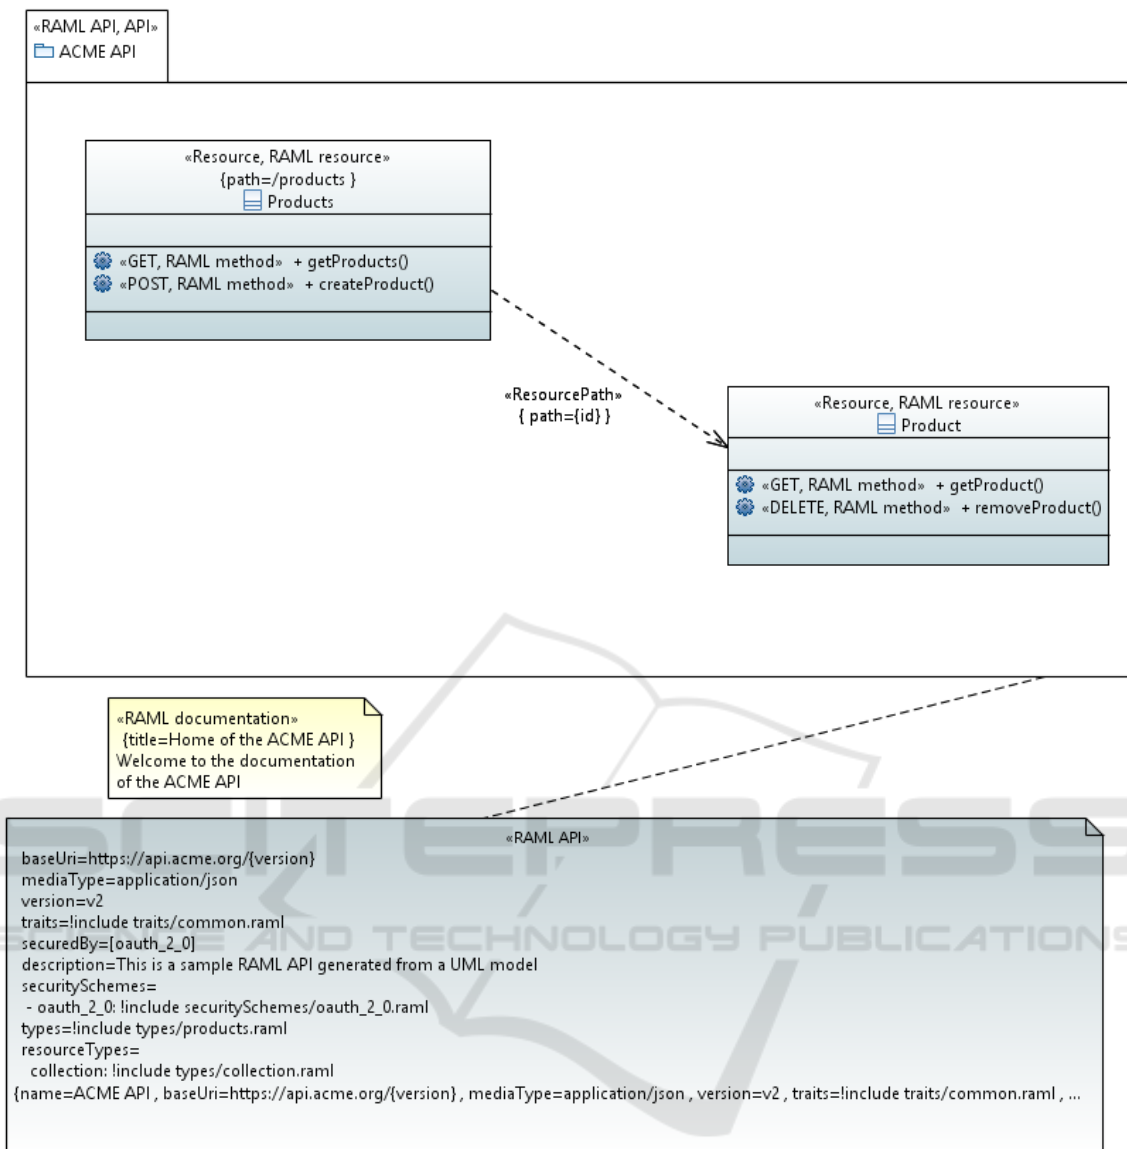 «RAML API, API»
ACME API
«Resource, RAML resource»
{path=/products }
Products
«GET, RAML method» + getProducts()
«POST, RAML method» + createProduct()
«ResourcePath»
{ path={id} }
«Resource, RAML resource»
Product
«GET, RAML method» + getProduct()
«DELETE, RAML method» + removeProduct()
«RAML documentation»
{title=Home of the ACME API }
Welcome to the documentation
of the ACME API
SCITEPRESS
SCIENCE AND TECHNOLOGY PUBLICATIONS
«RAML API»
baseUri=https://api.acme.org/{version}
mediaType=application/json
version=v2
traits=!include traits/common.raml
securedBy=[oauth_2_0]
description=This is a sample RAML API generated from a UML model
securitySchemes=
- oauth_2_0: !include securitySchemes/oauth_2_0.raml
types=!include types/products.raml
resourceTypes=
collection: !include types/collection.raml
{name=ACME API , baseUri=https://api.acme.org/{version} , mediaType=application/json , version=v2 , traits=!include traits/common.raml , ...